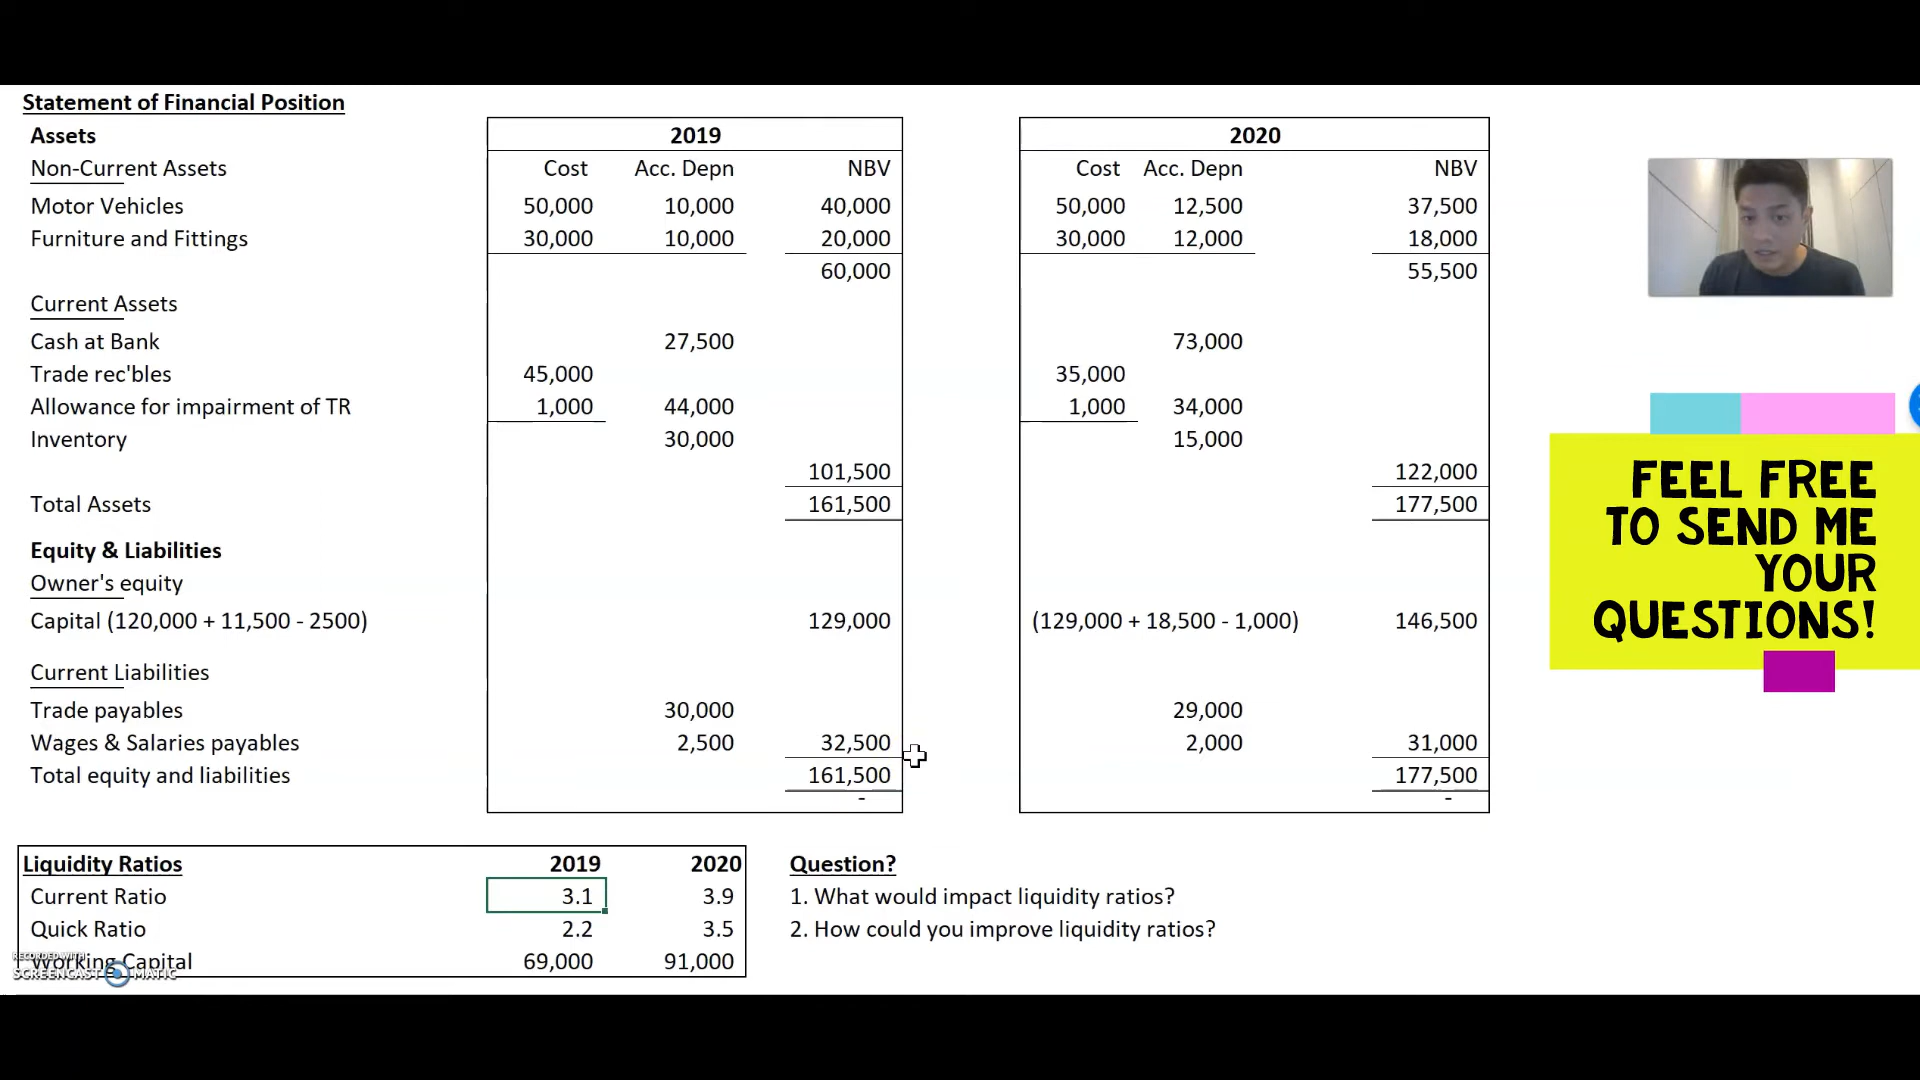 Statement of Financial Position
Assets 2019 2020
Non-Current Assets Cost Acc. Depn NBV Cost Acc. Depn NBV
Motor Vehicles 50,000 10,000 40,000 50,000 12,500 37,500
Furniture and Fittings 30,000 10,000 20,000 30,000 12,000 18,000
60,000 55,500
Current Assets
Cash at Bank 27,500 73,000
Trade rec'bles 45,000 35,000
Allowance for impairment of TR 1,000 44,000 1,000 34,000
Inventory 30,000 15,000
101,500 122,000
Total Assets 161,500 177,500
Equity & Liabilities
Owner's equity
Capital (120,000 + 11,500 - 2500) 129,000 (129,000 + 18,500 - 1,000) 146,500
Current Liabilities
Trade payables 30,000 29,000
Wages & Salaries payables 2,500 32,500 2,000 31,000
Total equity and liabilities 161,500 177,500
- -
Liquidity Ratios 2019 2020
Current Ratio 3.1 3.9
Quick Ratio 2.2 3.5
Working Capital 69,000 91,000
Question?
1. What would impact liquidity ratios?
2. How could you improve liquidity ratios?
FEEL FREE
TO SEND ME
YOUR
QUESTIONS!
RECORDED WITH
SCREENCAST MATIC